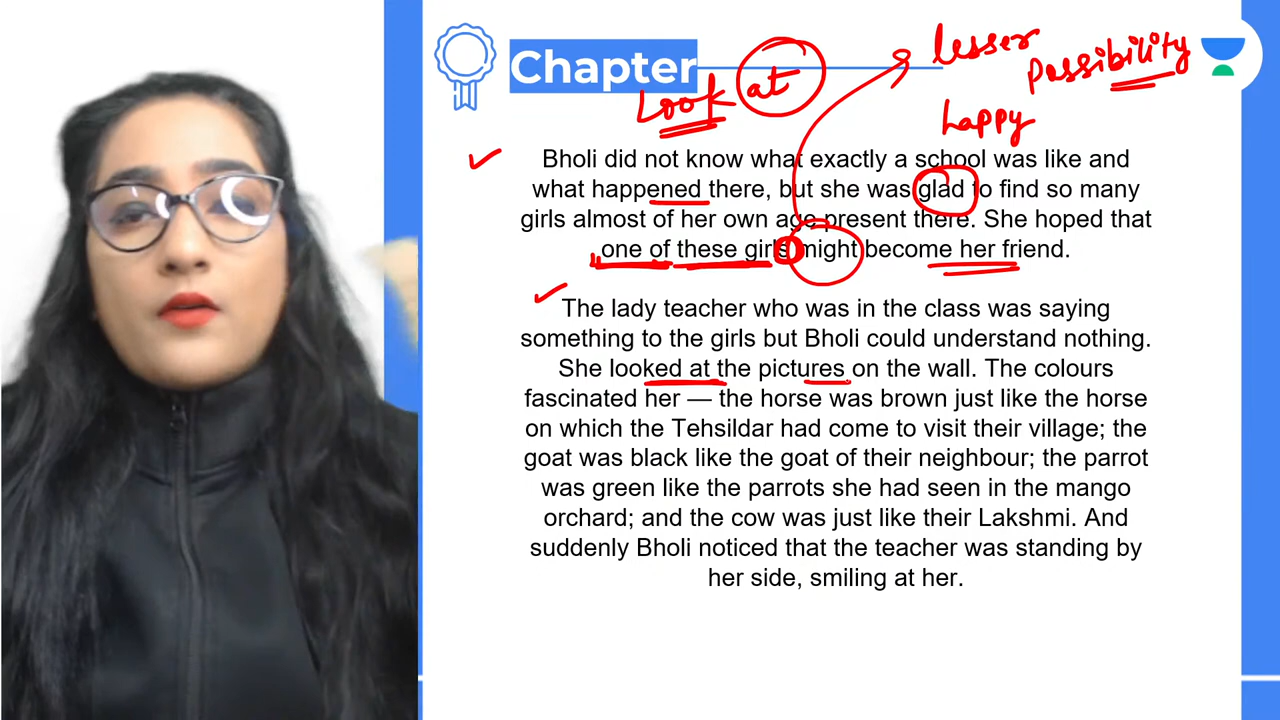 Chapter
lesser
possibility
Look at
happy
Bholi did not know what exactly a school was like and
what happened there, but she was glad to find so many
girls almost of her own age present there. She hoped that
one of these girls might become her friend.
The lady teacher who was in the class was saying
something to the girls but Bholi could understand nothing.
She looked at the pictures on the wall. The colours
fascinated her — the horse was brown just like the horse
on which the Tehsildar had come to visit their village; the
goat was black like the goat of their neighbour; the parrot
was green like the parrots she had seen in the mango
orchard; and the cow was just like their Lakshmi. And
suddenly Bholi noticed that the teacher was standing by
her side, smiling at her.